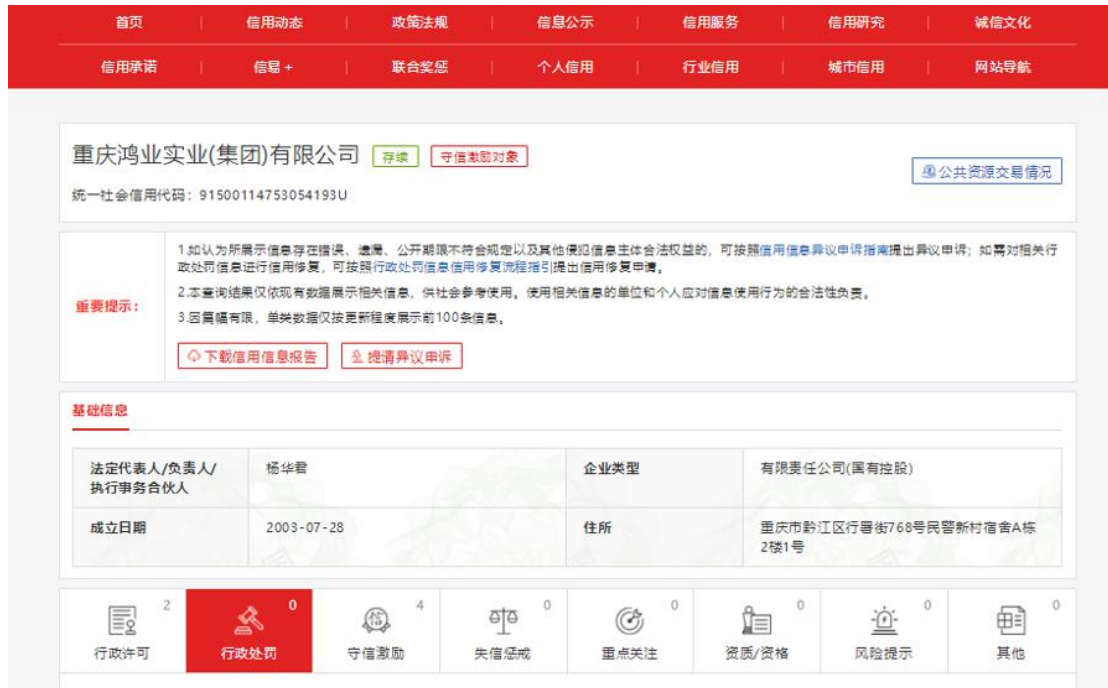 首页 | 信用动态 | 政策法规 | 信息公示 | 信用服务 | 信用研究 | 诚信文化
信用承诺 | 信易+ | 联合奖惩 | 个人信用 | 行业信用 | 城市信用 | 网站导航
重庆鸿业实业(集团)有限公司 存续 守信激励对象
公共资源交易情况
统一社会信用代码：91500114753054193U
重要提示：
1.如认为所展示信息存在错误、遗漏、公开期限不符合规定以及其他侵犯信息主体合法权益的，可按照信用信息异议申诉指南提出异议申诉；如需对相关行
政处罚信息进行信用修复，可按照行政处罚信息信用修复流程指引提出信用修复申请。
2.本查询结果仅依现有数据展示相关信息，供社会参考使用。使用相关信息的单位和个人应对信息使用行为的合法性负责。
3.因篇幅有限，单类数据仅按更新程度展示前100条信息。
下载信用信息报告 提请异议申诉
基础信息
法定代表人/负责人/
执行事务合伙人
杨华君
企业类型
有限责任公司(国有控股)
成立日期
2003-07-28
住所
重庆市黔江区行署街768号民警新村宿舍A栋
2楼1号
2 0 4 0 0 0 0 0
行政许可 行政处罚 守信激励 失信惩戒 重点关注 资质/资格 风险提示 其他